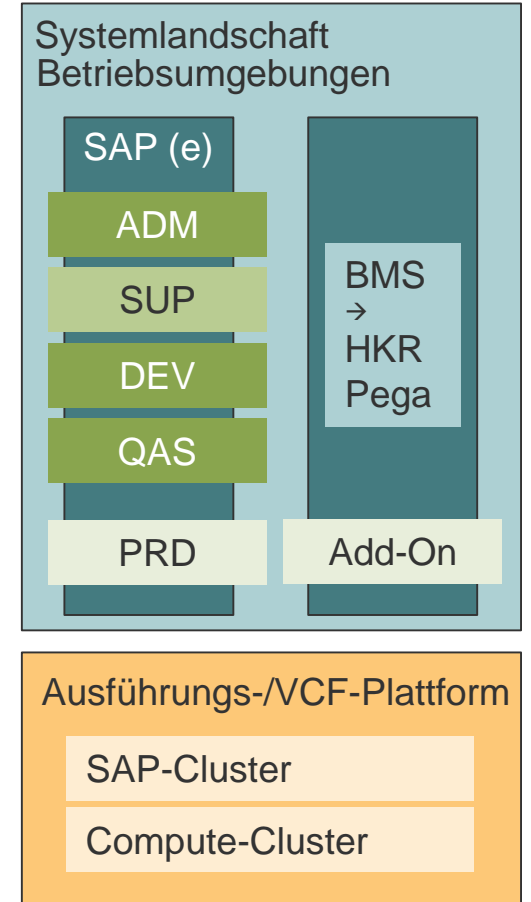 Systemlandschaft
Betriebsumgebungen
SAP (e)
ADM
SUP
DEV
QAS
PRD
BMS
→
HKR
Pega
Add-On
Ausführungs-/VCF-Plattform
SAP-Cluster
Compute-Cluster